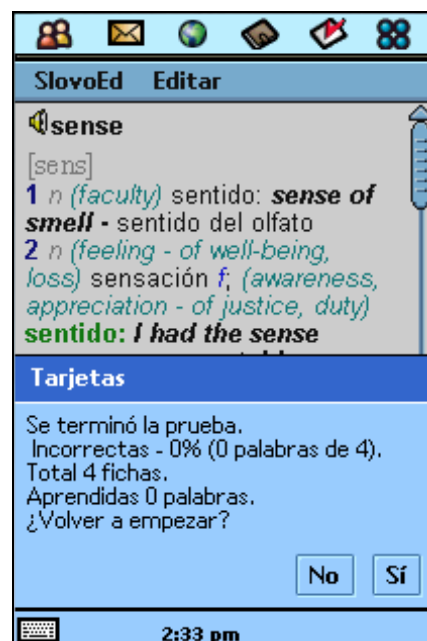 SlovoEd Editar
sense
[sens]
1 n (faculty) sentido: sense of
smell - sentido del olfato
2 n (feeling - of well-being,
loss) sensación f; (awareness,
appreciation - of justice, duty)
sentido: I had the sense
Tarjetas
Se terminó la prueba.
Incorrectas - 0% (0 palabras de 4).
Total 4 fichas.
Aprendidas 0 palabras.
¿Volver a empezar?
No Sí
2:33 pm